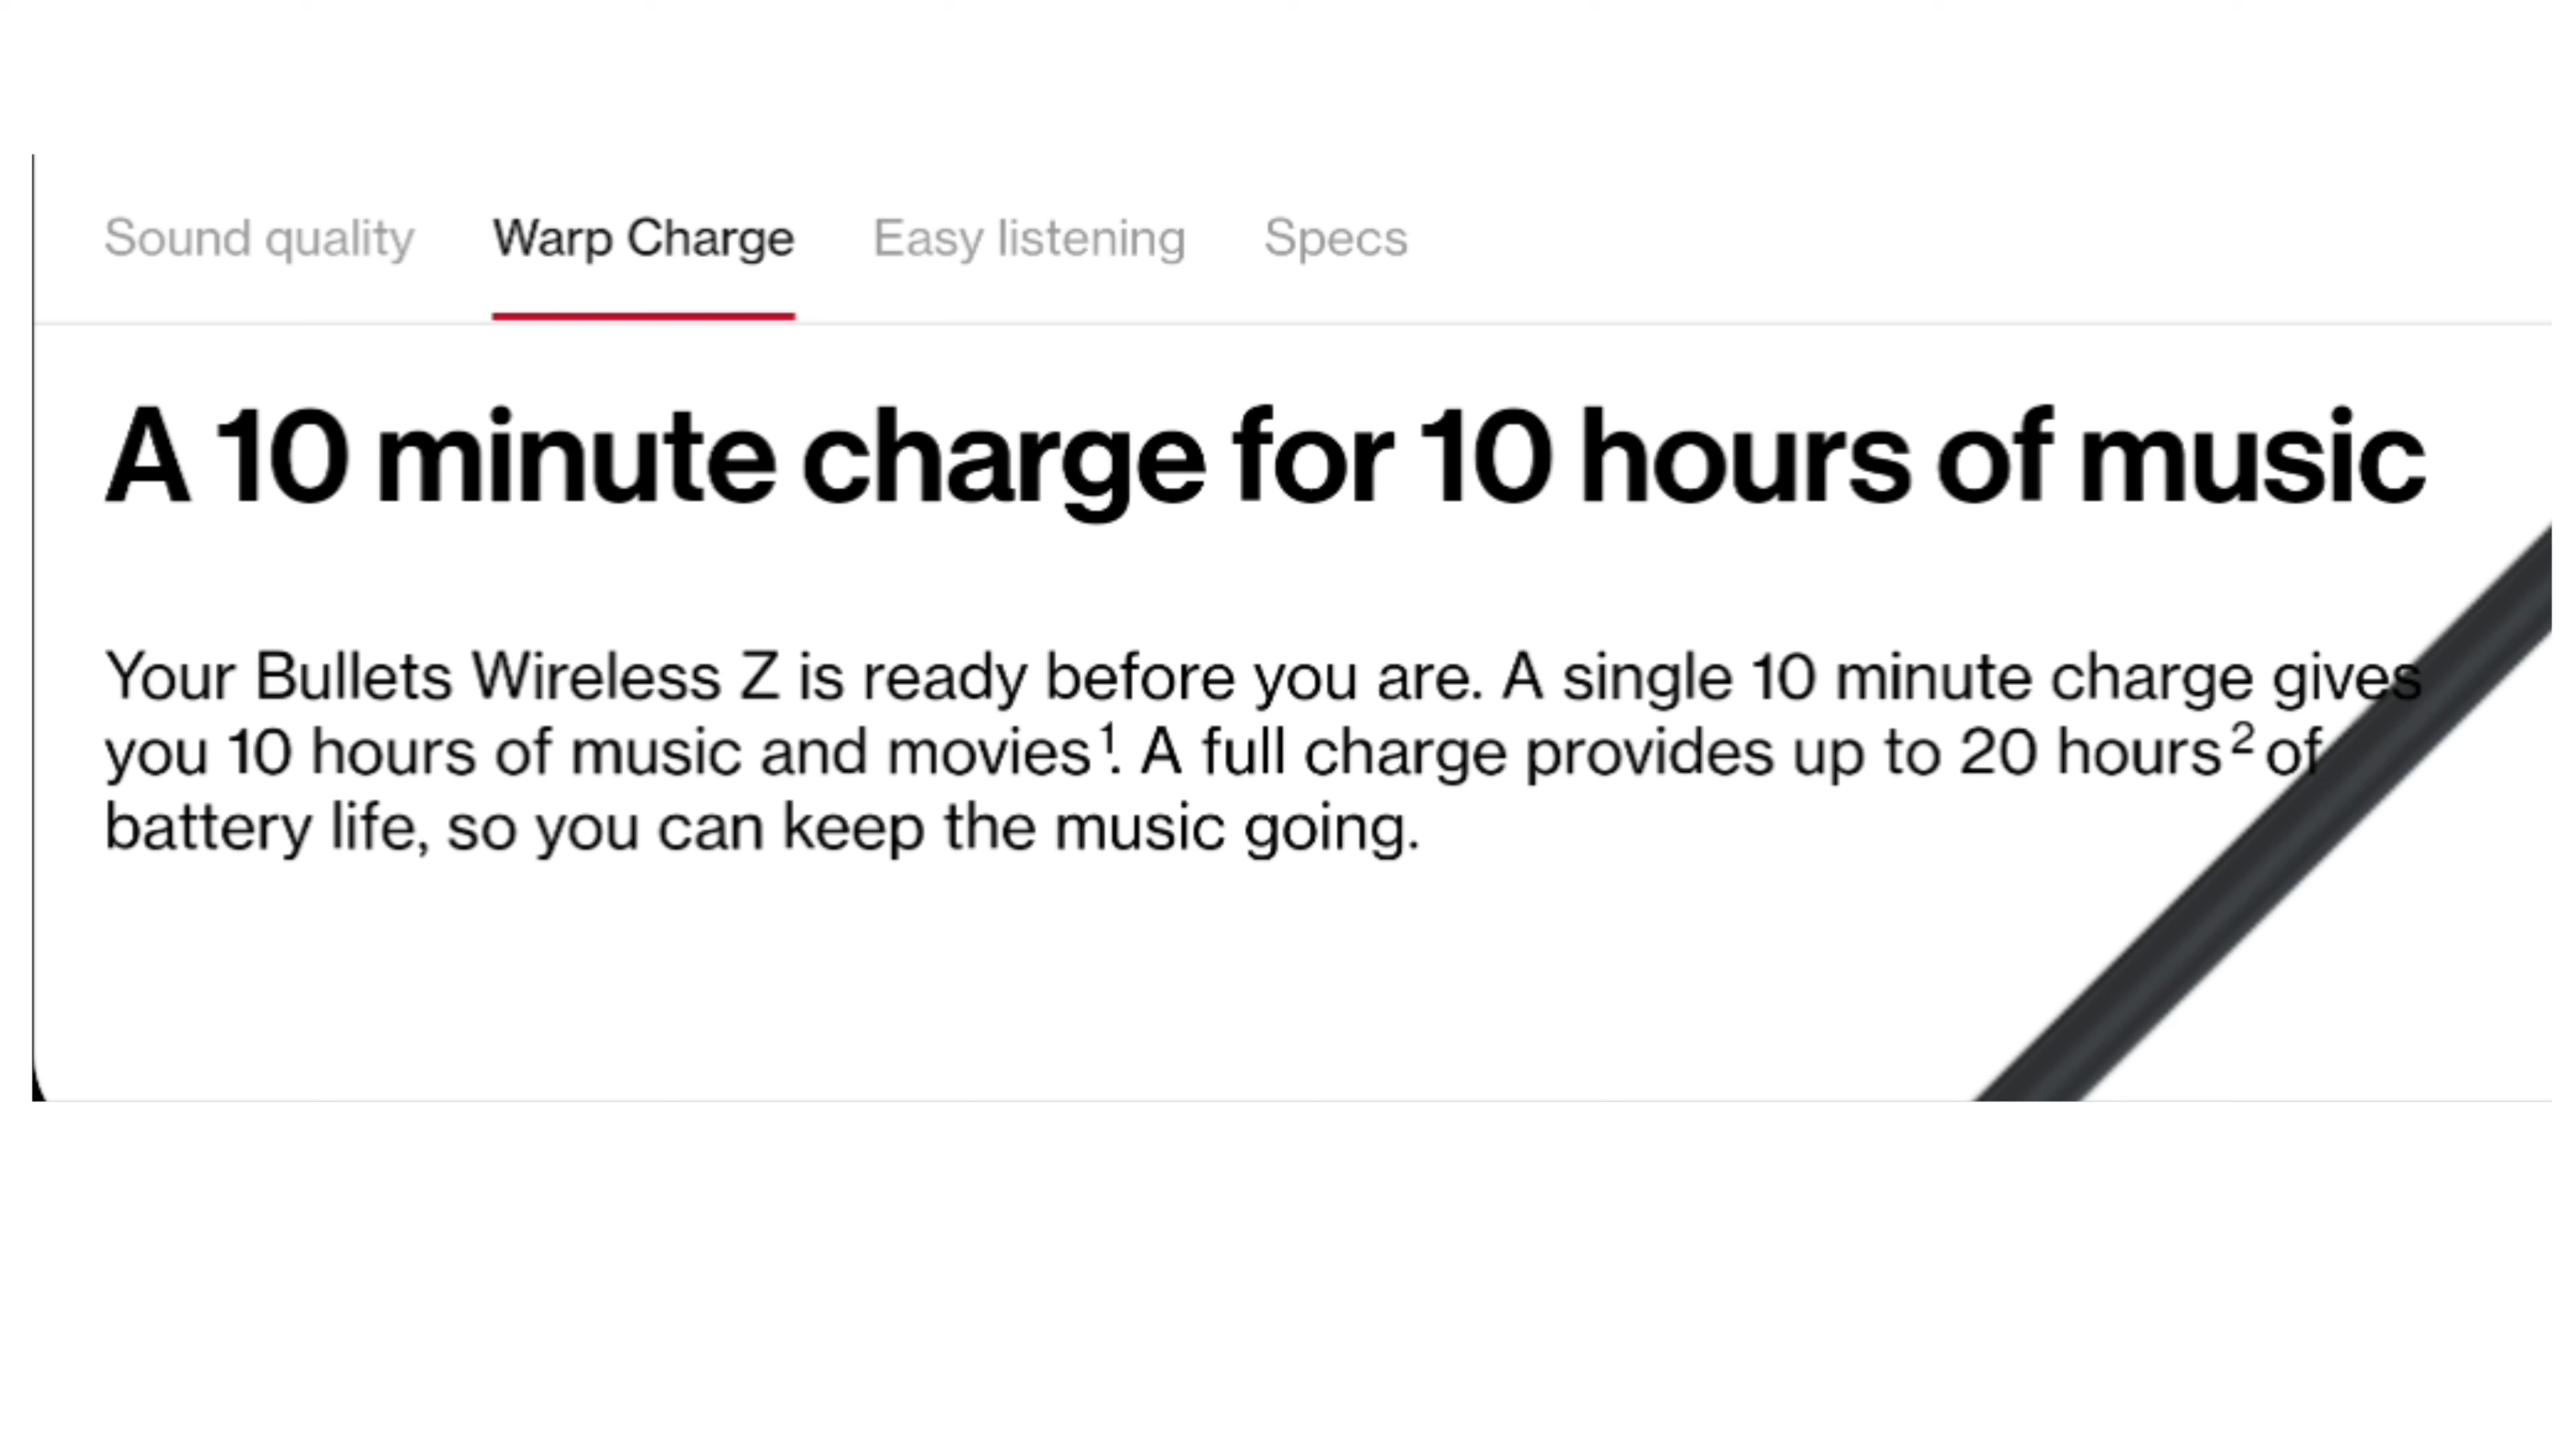 Sound quality Warp Charge Easy listening Specs
A 10 minute charge for 10 hours of music
Your Bullets Wireless Z is ready before you are. A single 10 minute charge gives
you 10 hours of music and movies¹. A full charge provides up to 20 hours² of
battery life, so you can keep the music going.